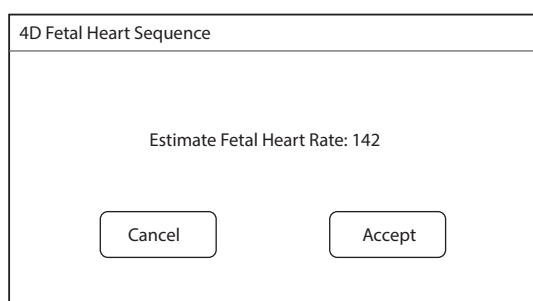 4D Fetal Heart Sequence
Estimate Fetal Heart Rate: 142
Cancel Accept